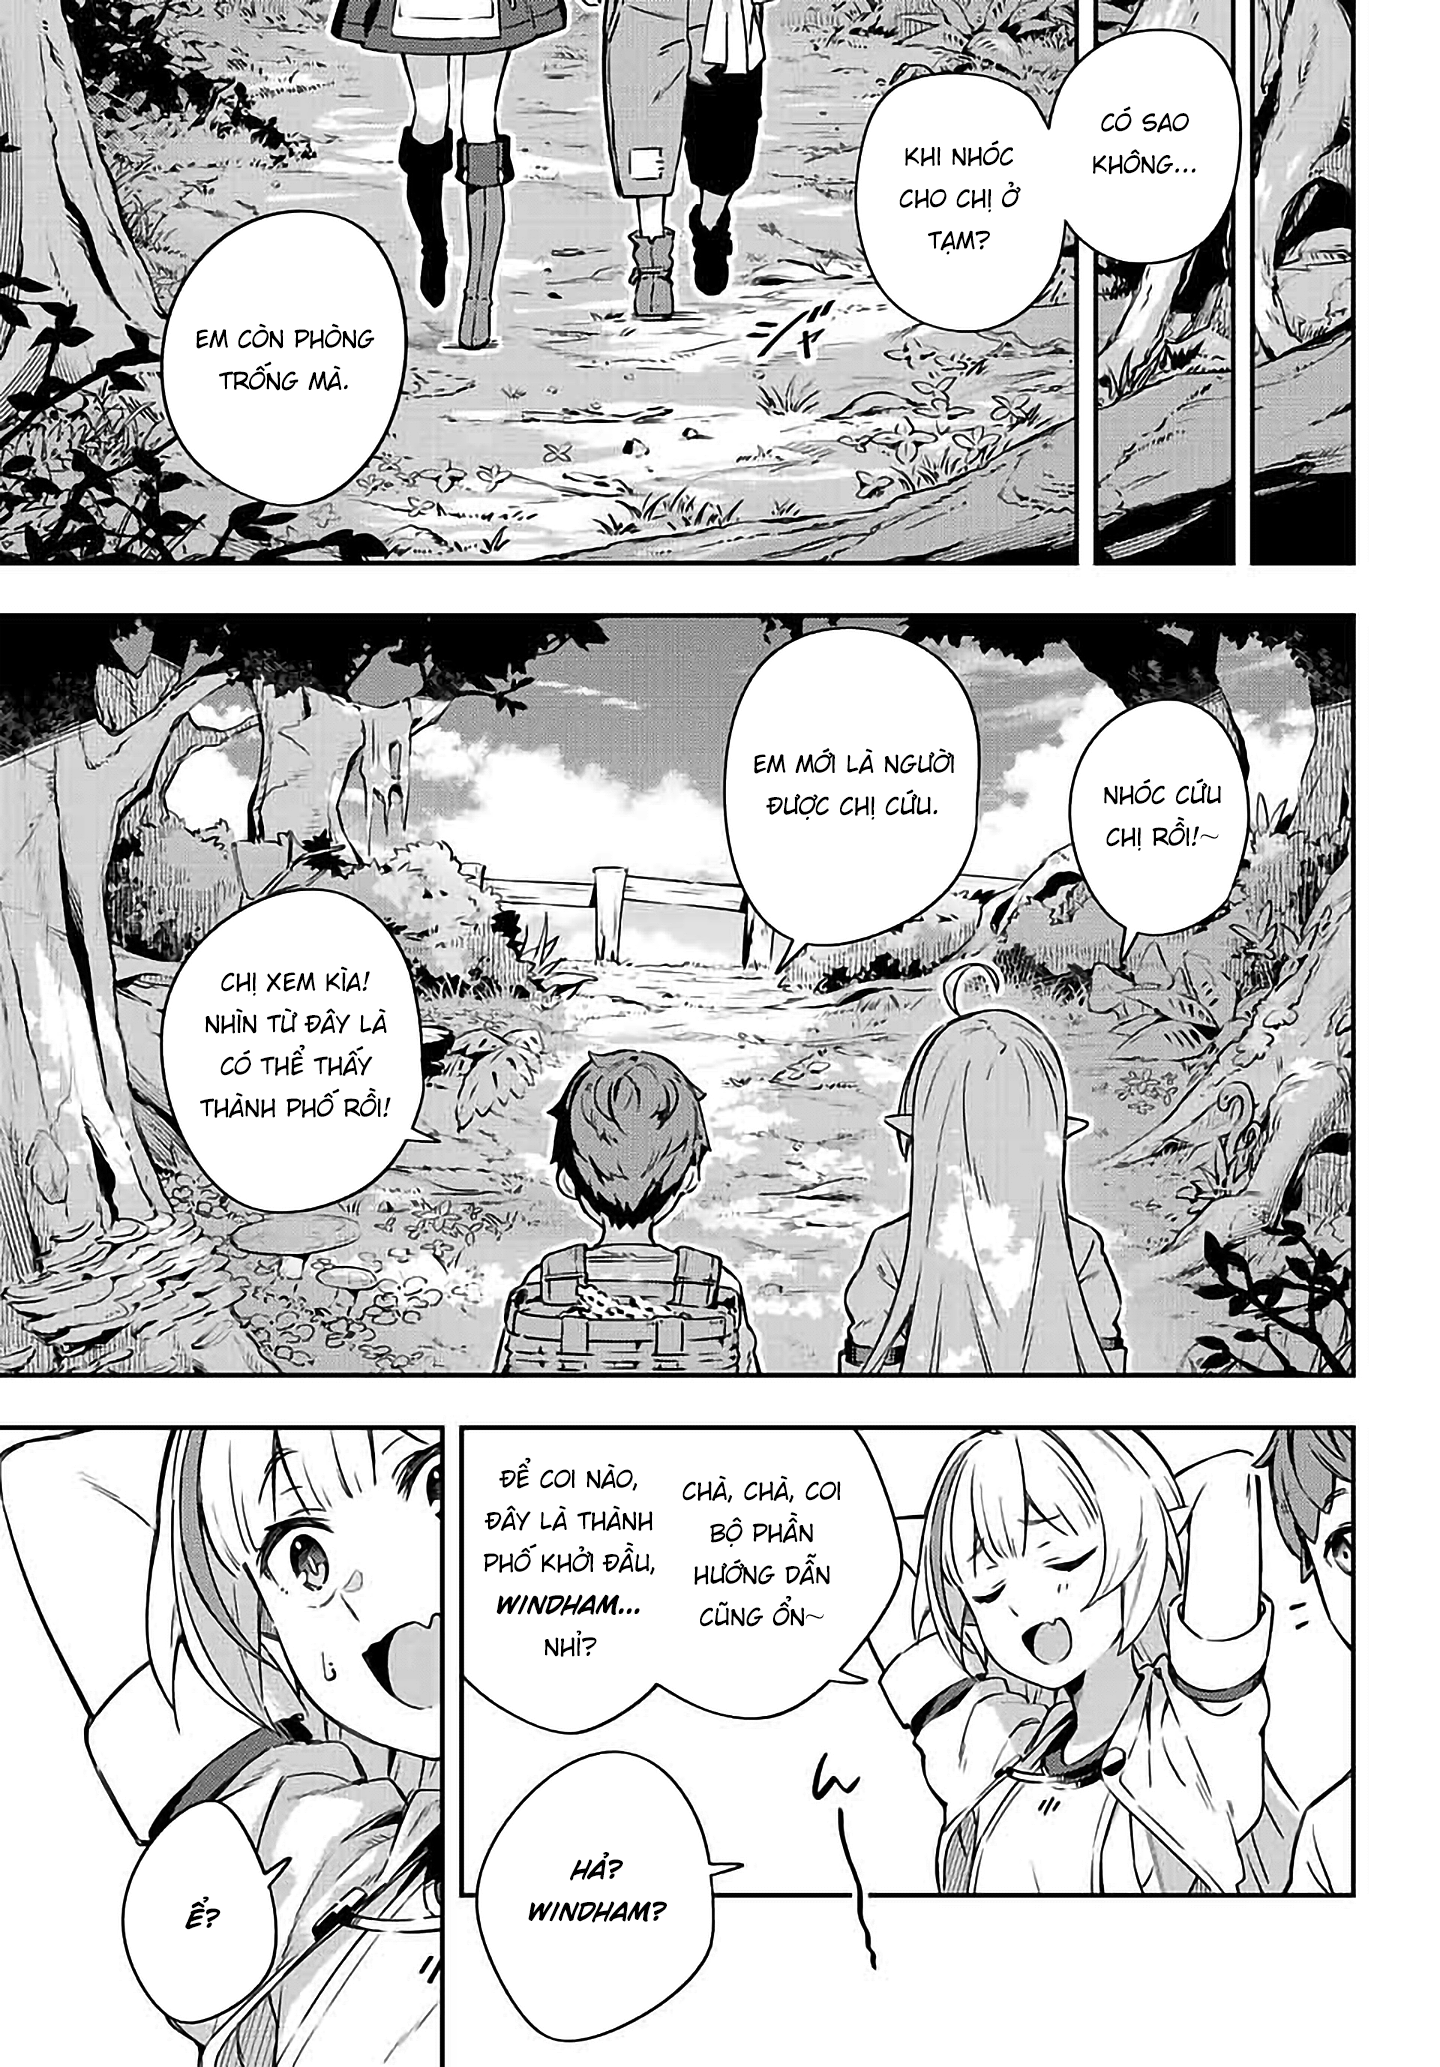 CÓ SAO
KHÔNG...
KHI NHÓC
CHO CHỊ Ở
TẠM?
ジャ
EM CÒN PHÒNG
TRỐNG MÀ.
NHÓC CỨU
CHỊ RỒI!~
EM MỚI LÀ NGƯỜI
ĐƯỢC CHỊ CỨU.
CHỊ XEM KÌA!
NHÌN TỪ ĐÂY LÀ
CÓ THỂ THẤY
THÀNH PHỐ RỒI!
CHÀ, CHÀ, COI
BỘ PHẦN
HƯỚNG DẪN
CŨNG ỔN~
ĐỂ COI NÀO,
ĐÂY LÀ THÀNH
PHỐ KHỞI ĐẦU,
WINDHAM...
NHỈ?
HẢ?
WINDHAM?
Ể?